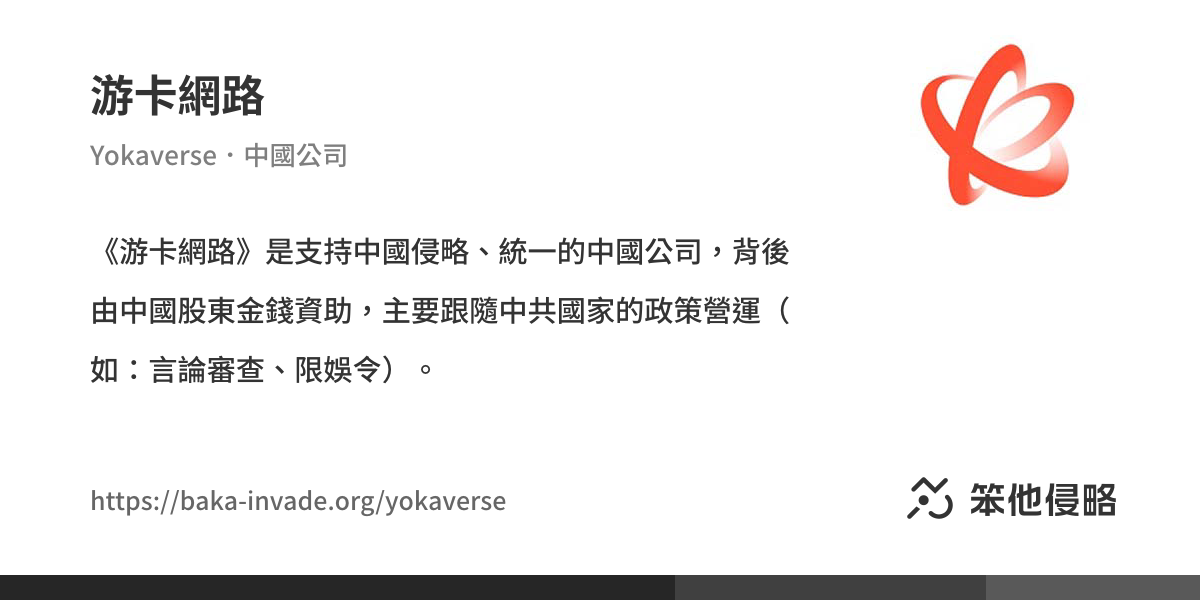 游卡網路
Yokaverse・中國公司
《游卡網路》是支持中國侵略、統一的中國公司，背後
由中國股東金錢資助，主要跟隨中共國家的政策營運（
如：言論審查、限娛令）。
https://baka-invade.org/yokaverse
笨他侵略